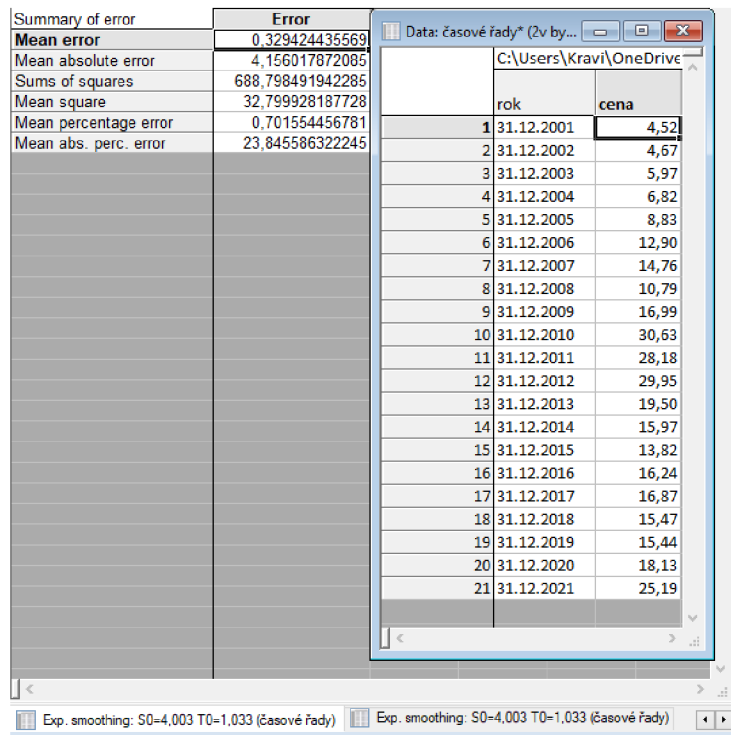 Summary of error Error
Mean error 0,329424435569
Mean absolute error 4,156017872085
Sums of squares 688,798491942285
Mean square 32,799928187728
Mean percentage error 0,701554456781
Mean abs. perc. error 23,845586322245
Data: časové řady* (2v by...
C:\Users\Kravi\OneDrive
rok cena
1 31.12.2001 4,52
2 31.12.2002 4,67
3 31.12.2003 5,97
4 31.12.2004 6,82
5 31.12.2005 8,83
6 31.12.2006 12,90
7 31.12.2007 14,76
8 31.12.2008 10,79
9 31.12.2009 16,99
10 31.12.2010 30,63
11 31.12.2011 28,18
12 31.12.2012 29,95
13 31.12.2013 19,50
14 31.12.2014 15,97
15 31.12.2015 13,82
16 31.12.2016 16,24
17 31.12.2017 16,87
18 31.12.2018 15,47
19 31.12.2019 15,44
20 31.12.2020 18,13
21 31.12.2021 25,19
Exp. smoothing: S0=4,003 T0=1,033 (časové řady) Exp. smoothing: S0=4,003 T0=1,033 (časové řady)